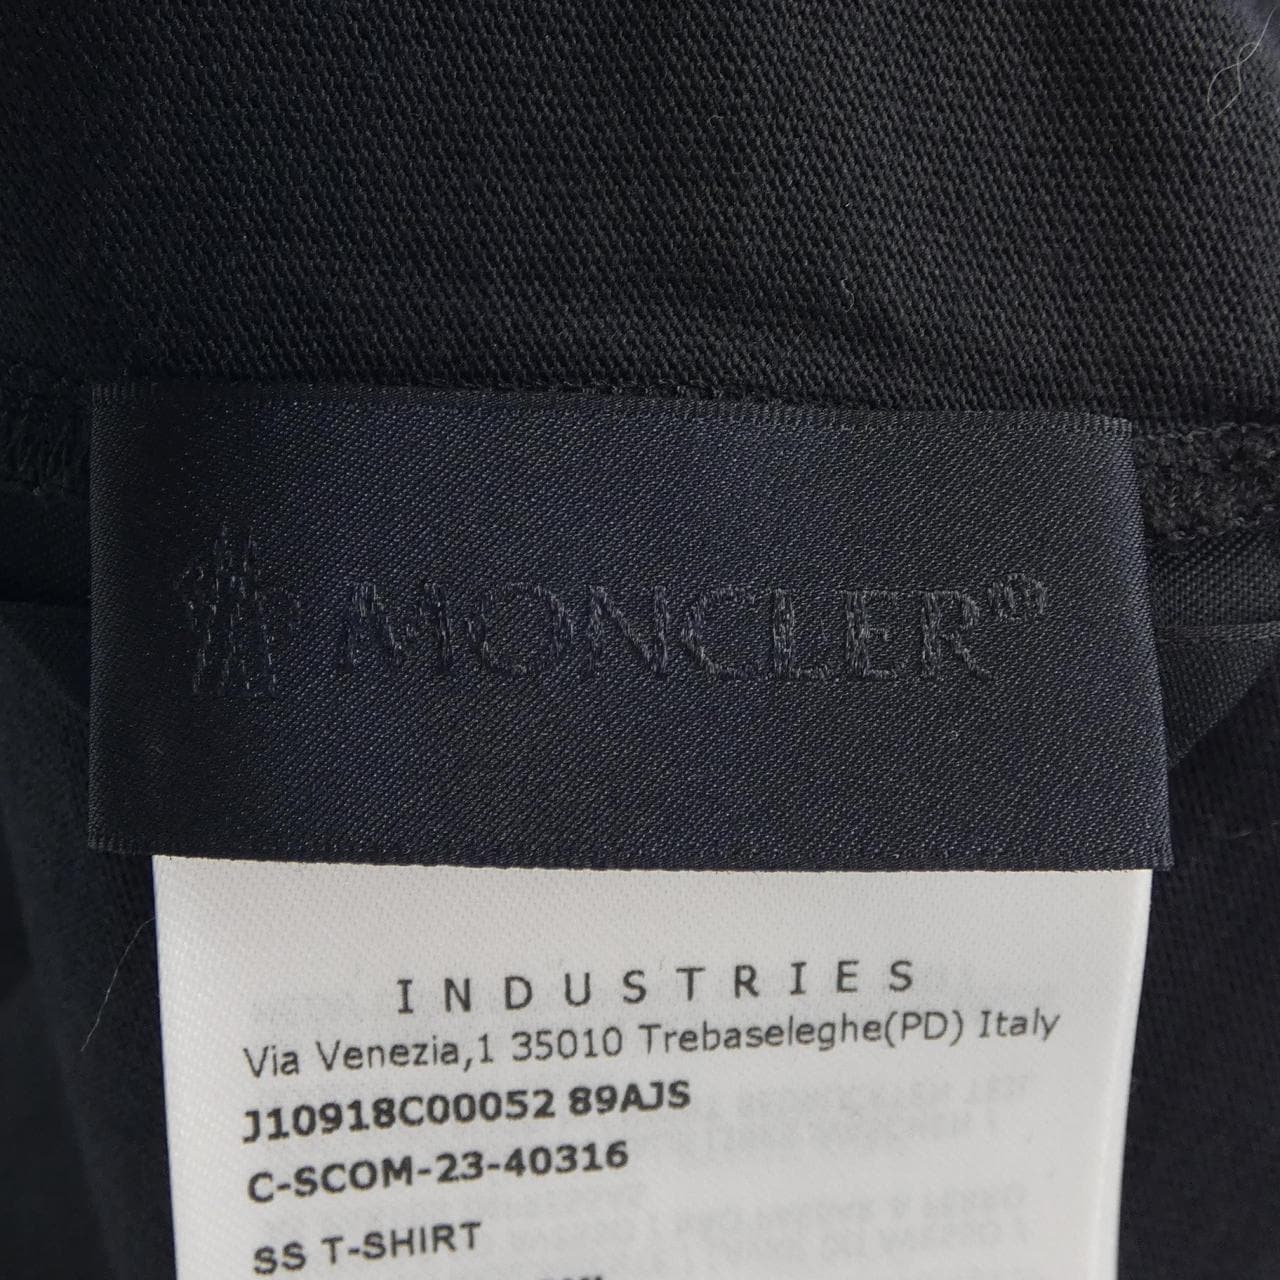 MONCLER
INDUSTRIES
Via Venezia,1 35010 Trebaseleghe(PD) Italy
J10918C00052 89AJS
C-SCOM-23-40316
SS T-SHIRT